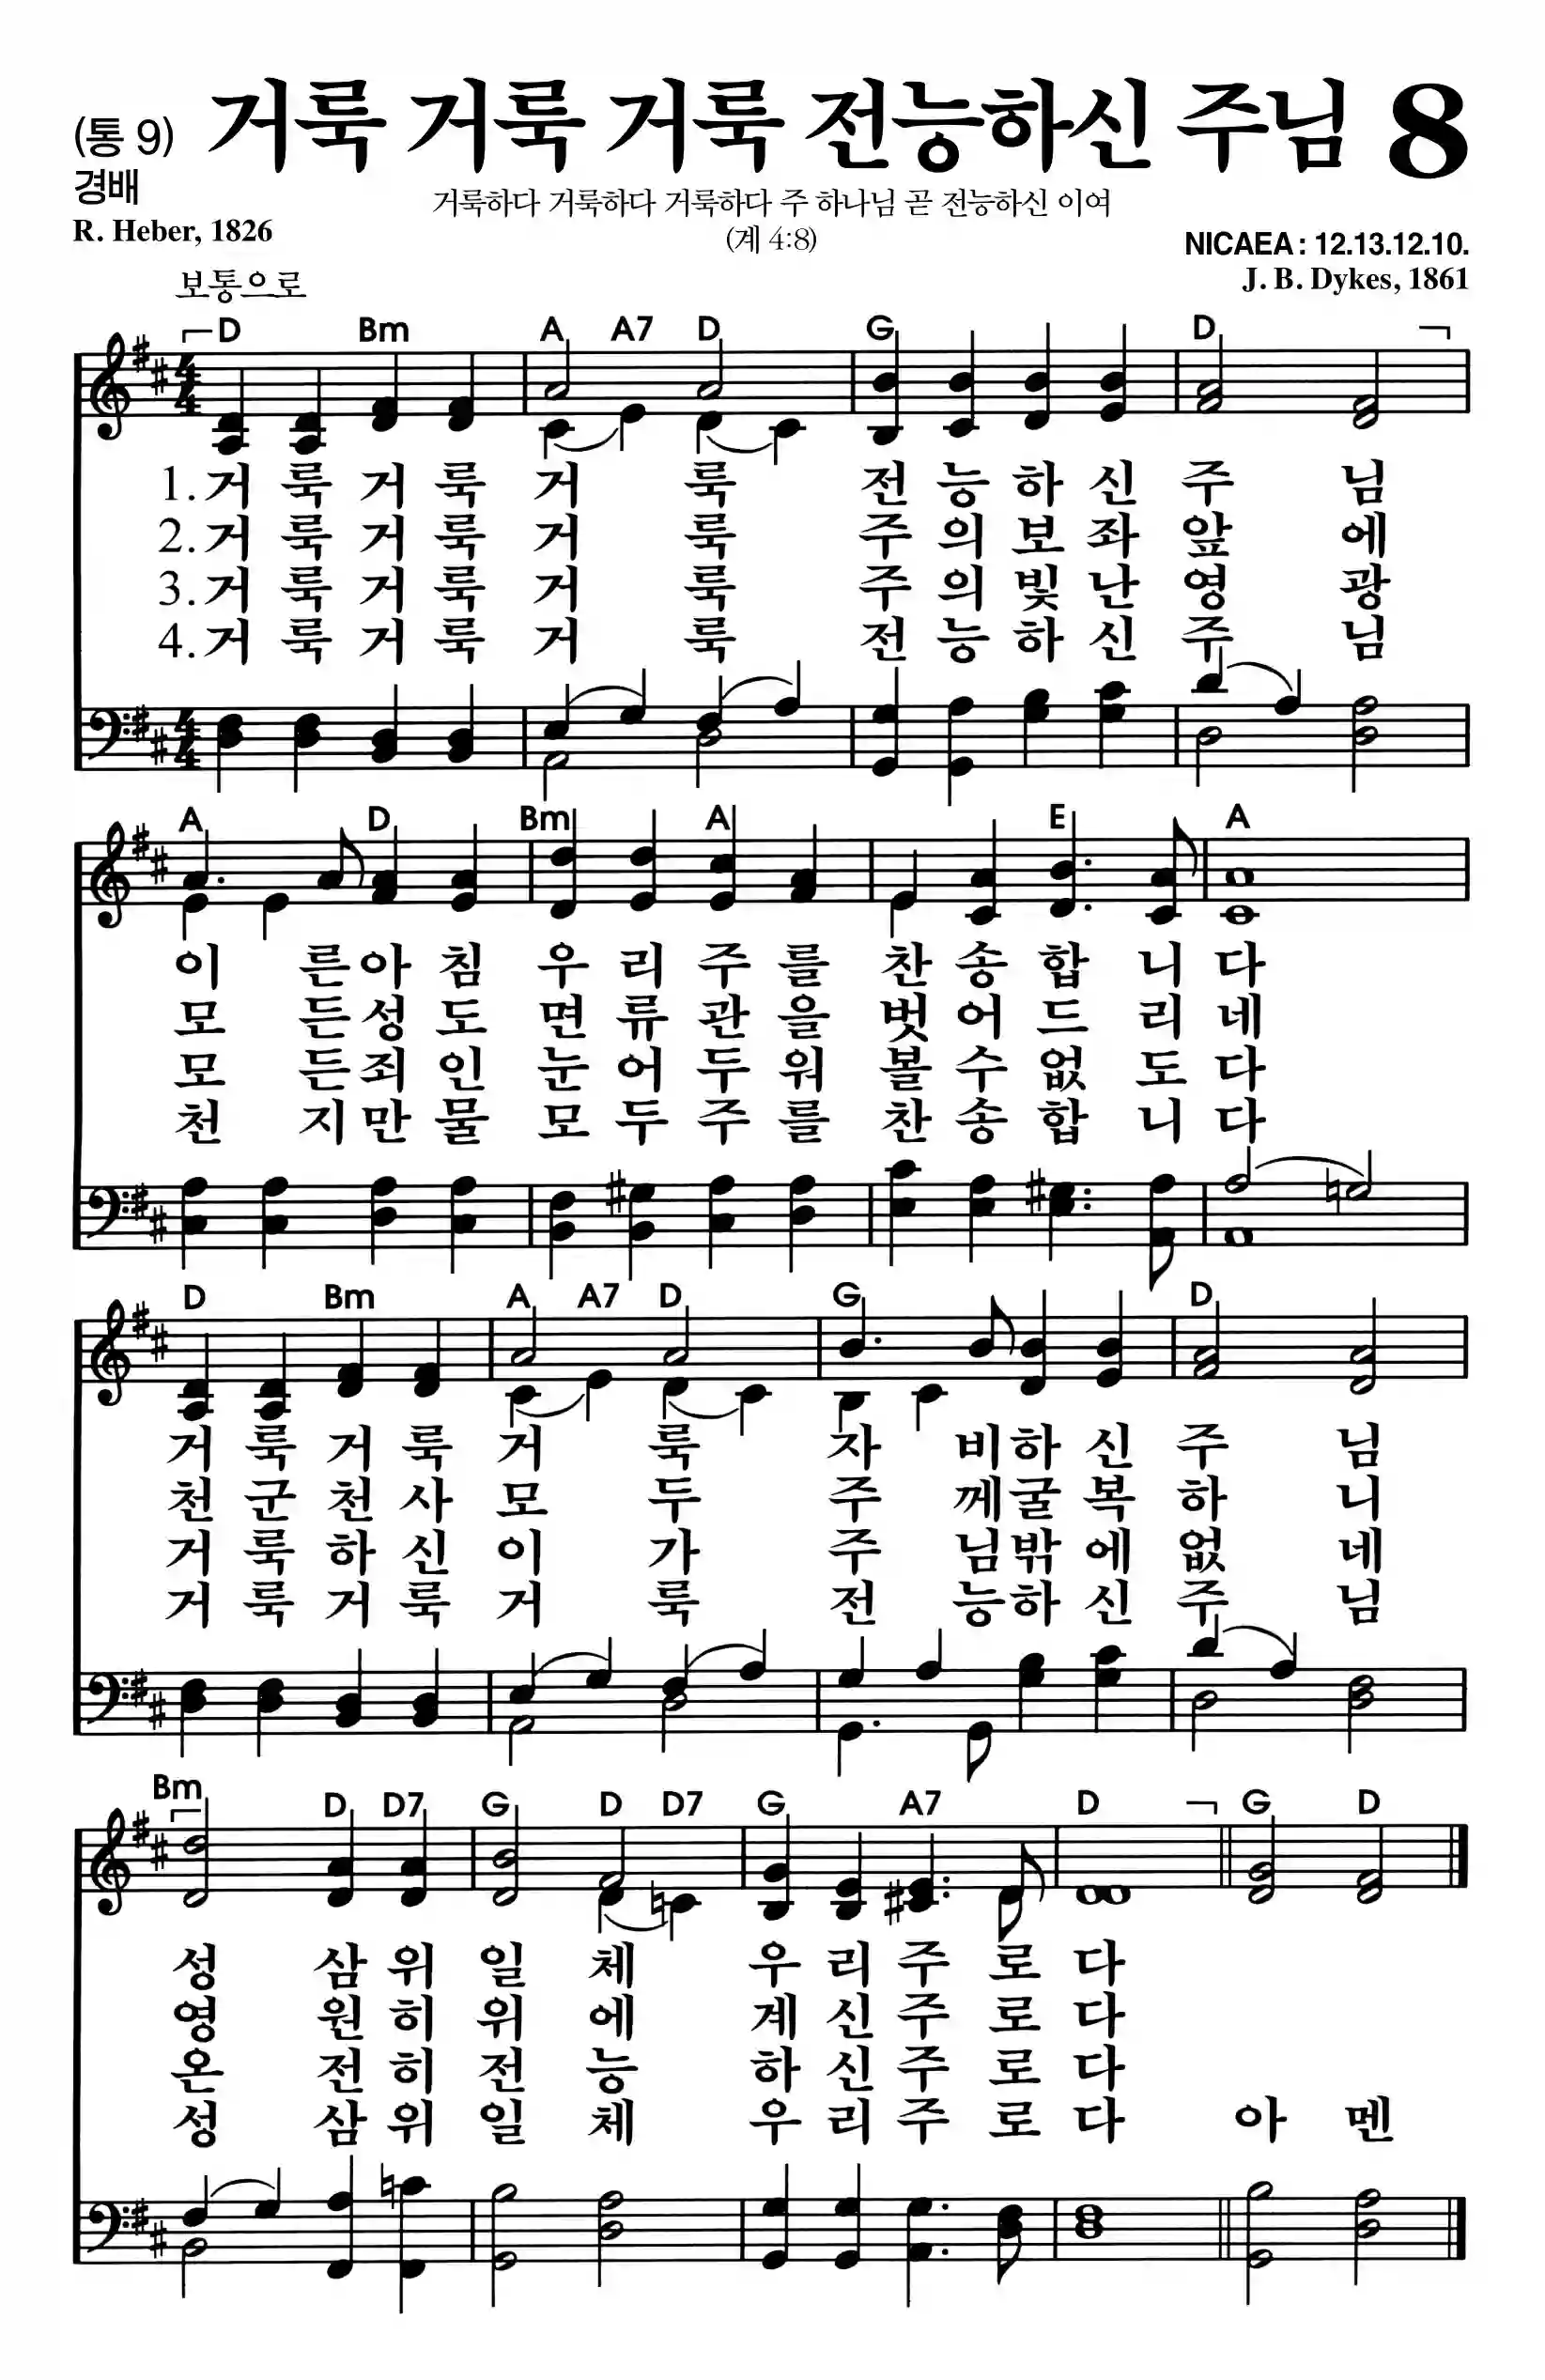 (통 9) 거룩 거룩 거룩 전능하신 주님 8
경배
거룩하다 거룩하다 거룩하다 주 하나님 곧 전능하신 이여
(계 4:8)
R. Heber, 1826
NICAEA : 12.13.12.10.
J. B. Dykes, 1861
보통으로
D Bm A A7 D G D
1. 거 룩 거 룩 거 룩 전 능 하 신 주 님
2. 거 룩 거 룩 거 룩 주 의 보 좌 앞 에
3. 거 룩 거 룩 거 룩 주 의 빛 난 영 광
4. 거 룩 거 룩 거 룩 전 능 하 신 주 님
A D Bm A E A
이 른 아 침 우 리 주 를 찬 송 합 니 다
모 든 성 도 면 류 관 을 벗 어 드 리 네
모 든 죄 인 눈 어 두 워 볼 수 없 도 다
천 지 만 물 모 두 주 를 찬 송 합 니 다
D Bm A A7 D G D
거 룩 거 룩 거 룩 자 비 하 신 주 님
천 군 천 사 모 두 주 께 굴 복 하 니
거 룩 하 신 이 가 주 님 밖 에 없 네
거 룩 거 룩 거 룩 전 능 하 신 주 님
Bm D D7 G D D7 G A7 D G D
성 삼 위 일 체 우 리 주 로 다
영 원 히 위 에 계 신 주 로 다
온 전 히 전 능 하 신 주 로 다
성 삼 위 일 체 우 리 주 로 다 아 멘